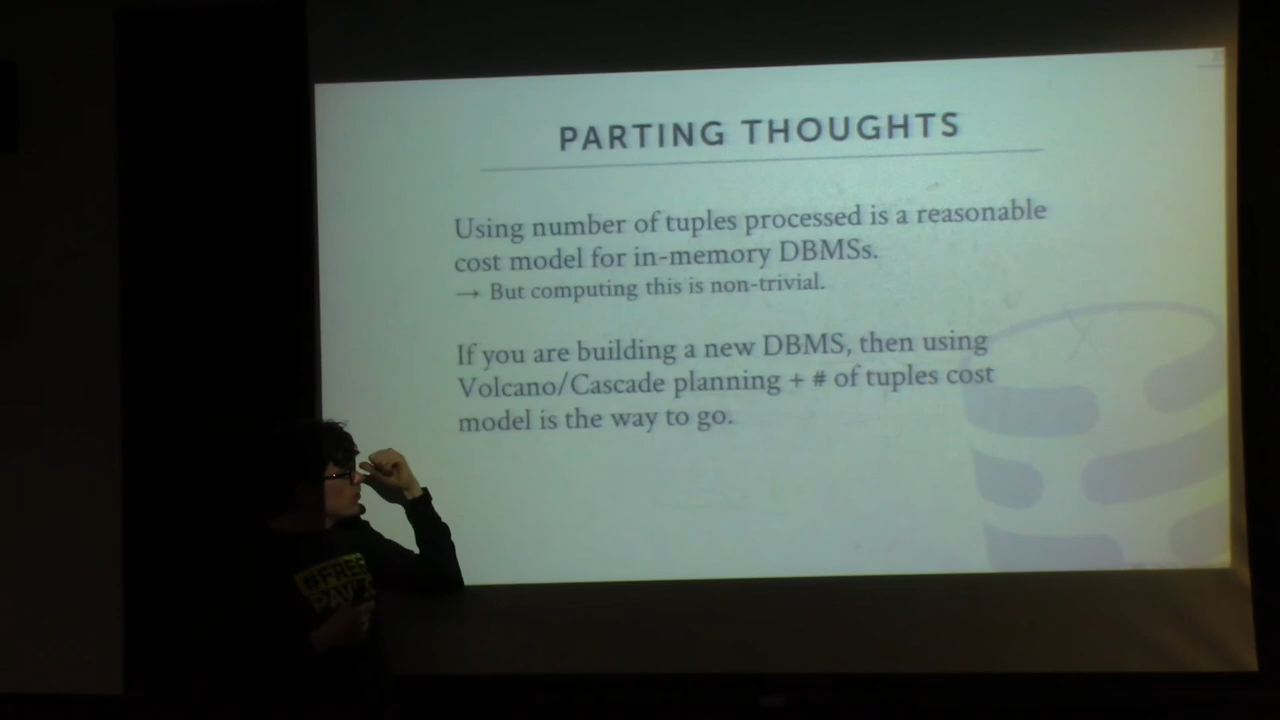 PARTING THOUGHTS
Using number of tuples processed is a reasonable
cost model for in-memory DBMSs.
→ But computing this is non-trivial.
If you are building a new DBMS, then using
Volcano/Cascade planning + # of tuples cost
model is the way to go.
#FREE